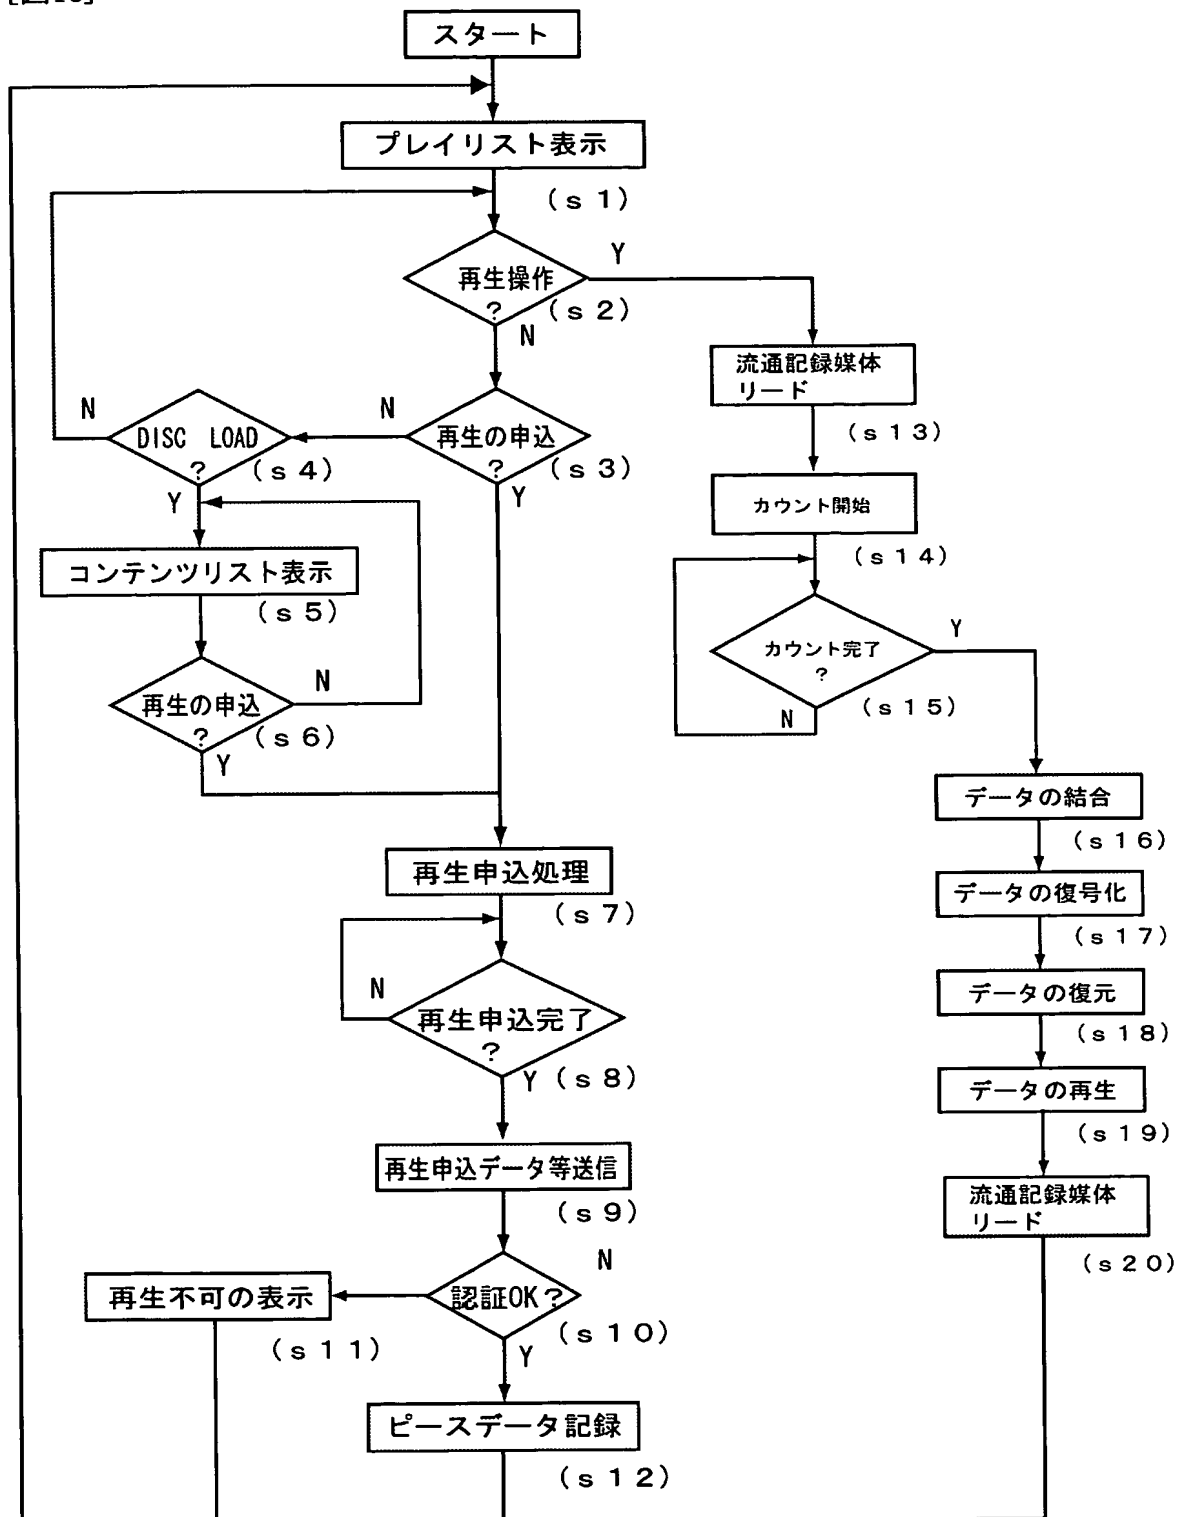 スタート
プレイリスト表示
(s1)
再生操作
?
(s2)
Y
N
流通記録媒体
リード
(s13)
再生の申込
?
(s3)
N
Y
DISC LOAD
?
(s4)
N
Y
カウント開始
(s14)
コンテンツリスト表示
(s5)
カウント完了
?
(s15)
Y
N
再生の申込
?
(s6)
N
Y
データの結合
(s16)
再生申込処理
(s7)
データの復号化
(s17)
再生申込完了
?
(s8)
N
Y
データの復元
(s18)
データの再生
(s19)
再生申込データ等送信
(s9)
流通記録媒体
リード
(s20)
認証OK?
(s10)
N
Y
再生不可の表示
(s11)
ピースデータ記録
(s12)